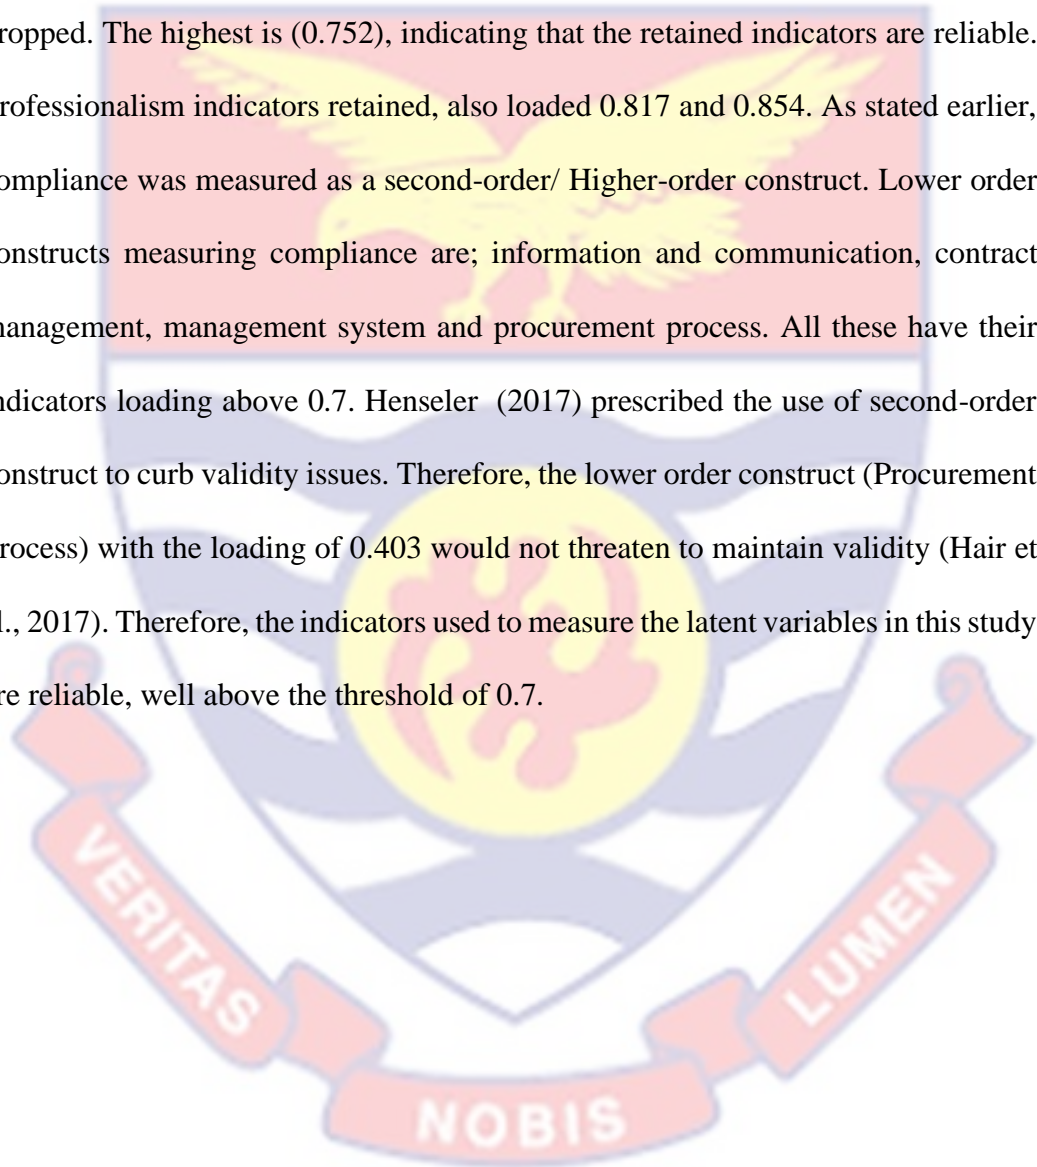 ropped. The highest is (0.752), indicating that the retained indicators are reliable.
rofessionalism indicators retained, also loaded 0.817 and 0.854. As stated earlier,
ompliance was measured as a second-order/ Higher-order construct. Lower order
onstructs measuring compliance are; information and communication, contract
nanagement, management system and procurement process. All these have their
ndicators loading above 0.7. Henseler (2017) prescribed the use of second-order
onstruct to curb validity issues. Therefore, the lower order construct (Procurement
rocess) with the loading of 0.403 would not threaten to maintain validity (Hair et
l., 2017). Therefore, the indicators used to measure the latent variables in this study
re reliable, well above the threshold of 0.7.
VERITAS
NOBIS
LUMEN